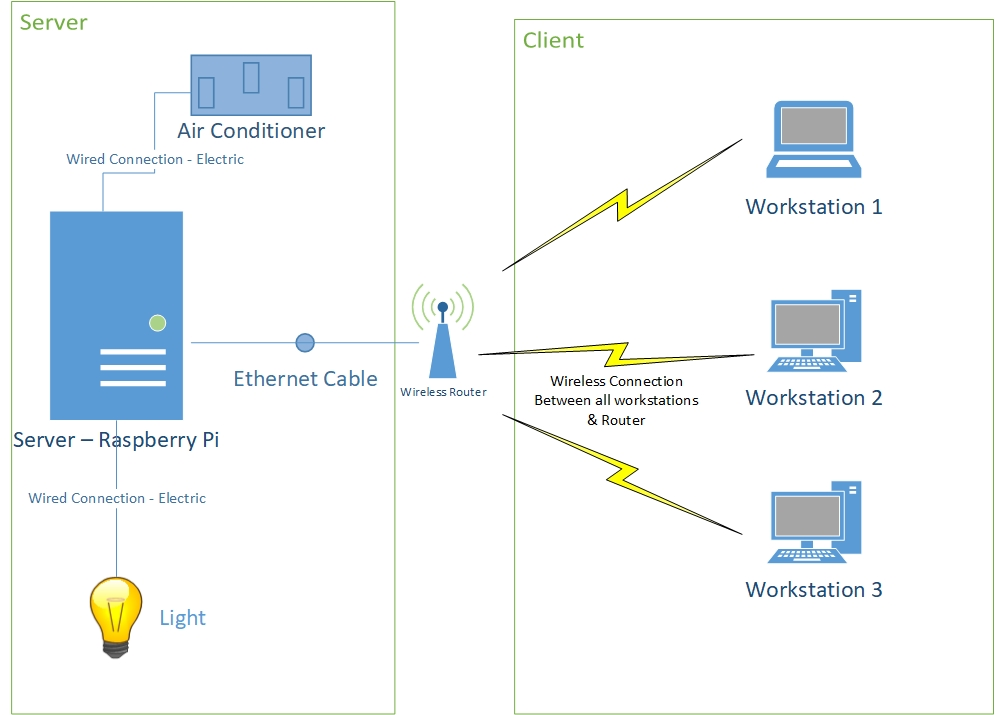 Server
Client
Air Conditioner
Wired Connection - Electric
Workstation 1
Ethernet Cable
Wireless Router
Wireless Connection
Between all workstations
& Router
Workstation 2
Server – Raspberry Pi
Wired Connection - Electric
Workstation 3
Light